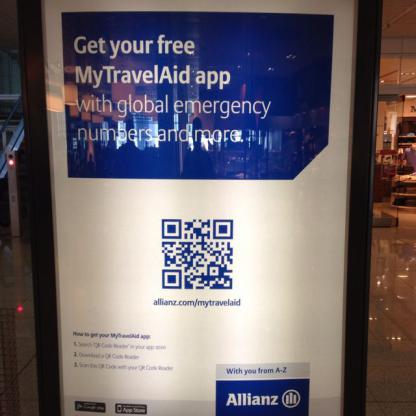 Get your free
MyTravelAid app
with global emergency
numbers and more.
allianz.com/mytravelaid
How to get your MyTravelAid app:
1. Search "QR Code Reader" in your app store
2. Download a QR Code Reader
3. Scan this QR Code with your QR Code Reader
With you from A-Z
Allianz
Google play
App Store